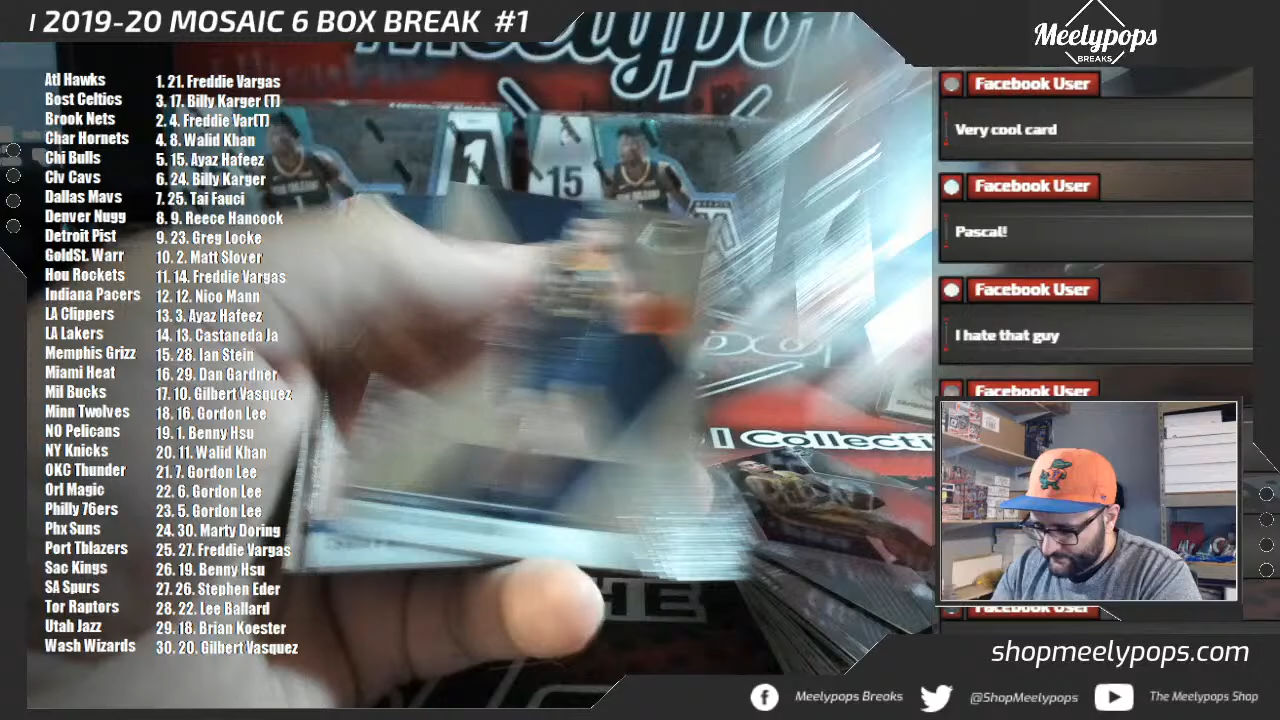 2019-20 MOSAIC 6 BOX BREAK #1
Meelypops
BREAKS
Atl Hawks 1. 21. Freddie Vargas
Bost Celtics 3. 17. Billy Karger (T)
Brook Nets 2. 4. Freddie Var(T)
Char Hornets 4. 8. Walid Khan
Chi Bulls 5. 15. Ayaz Hafeez
Clv Cavs 6. 24. Billy Karger
Dallas Mavs 7. 25. Tai Fauci
Denver Nugg 8. 9. Reece Hancock
Detroit Pist 9. 23. Greg Locke
GoldSt. Warr 10. 2. Matt Slover
Hou Rockets 11. 14. Freddie Vargas
Indiana Pacers 12. 12. Nico Mann
LA Clippers 13. 3. Ayaz Hafeez
LA Lakers 14. 13. Castaneda Ja
Memphis Grizz 15. 28. Ian Stein
Miami Heat 16. 29. Dan Gardner
Mil Bucks 17. 10. Gilbert Vasquez
Minn Twolves 18. 16. Gordon Lee
NO Pelicans 19. 1. Benny Hsu
NY Knicks 20. 11. Walid Khan
OKC Thunder 21. 7. Gordon Lee
Orl Magic 22. 6. Gordon Lee
Philly 76ers 23. 5. Gordon Lee
Phx Suns 24. 30. Marty Doring
Port Tblazers 25. 27. Freddie Vargas
Sac Kings 26. 19. Benny Hsu
SA Spurs 27. 26. Stephen Eder
Tor Raptors 28. 22. Lee Ballard
Utah Jazz 29. 18. Brian Koester
Wash Wizards 30. 20. Gilbert Vasquez
Meelypo
1 15
I Collecti
THE
Facebook User
Very cool card
Facebook User
Pascal!
Facebook User
I hate that guy
Facebook User
Facebook User
shopmeelypops.com
Meelypops Breaks
@ShopMeelypops
The Meelypops Shop